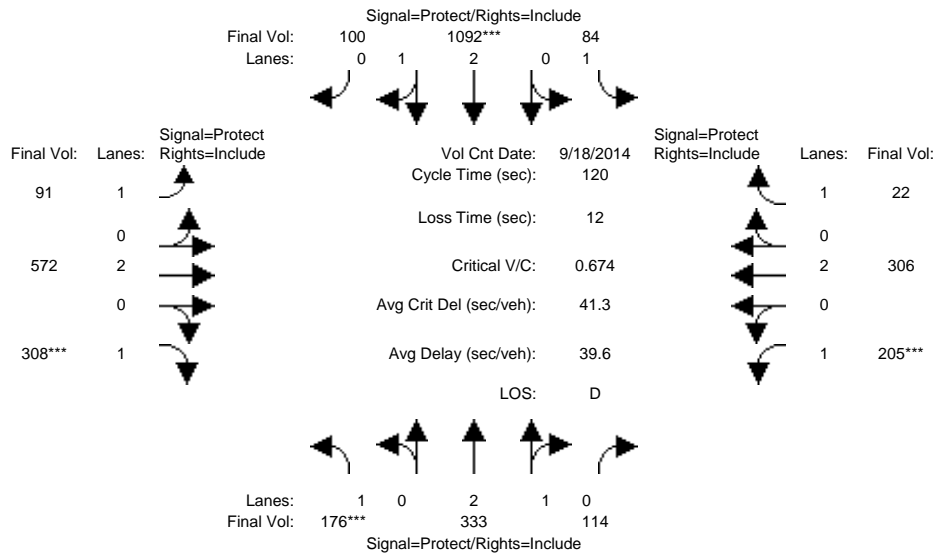 Signal=Protect/Rights=Include
Final Vol: 100 1092*** 84
Lanes: 0 1 2 0 1
Signal=Protect Signal=Protect
Final Vol: Lanes: Rights=Include Vol Cnt Date: 9/18/2014 Rights=Include Lanes: Final Vol:
91 1 Cycle Time (sec): 120 1 22
Loss Time (sec): 12
0 0
572 2 Critical V/C: 0.674 2 306
0 Avg Crit Del (sec/veh): 41.3 0
308*** 1 Avg Delay (sec/veh): 39.6 1 205***
LOS: D
Lanes: 1 0 2 1 0
Final Vol: 176*** 333 114
Signal=Protect/Rights=Include